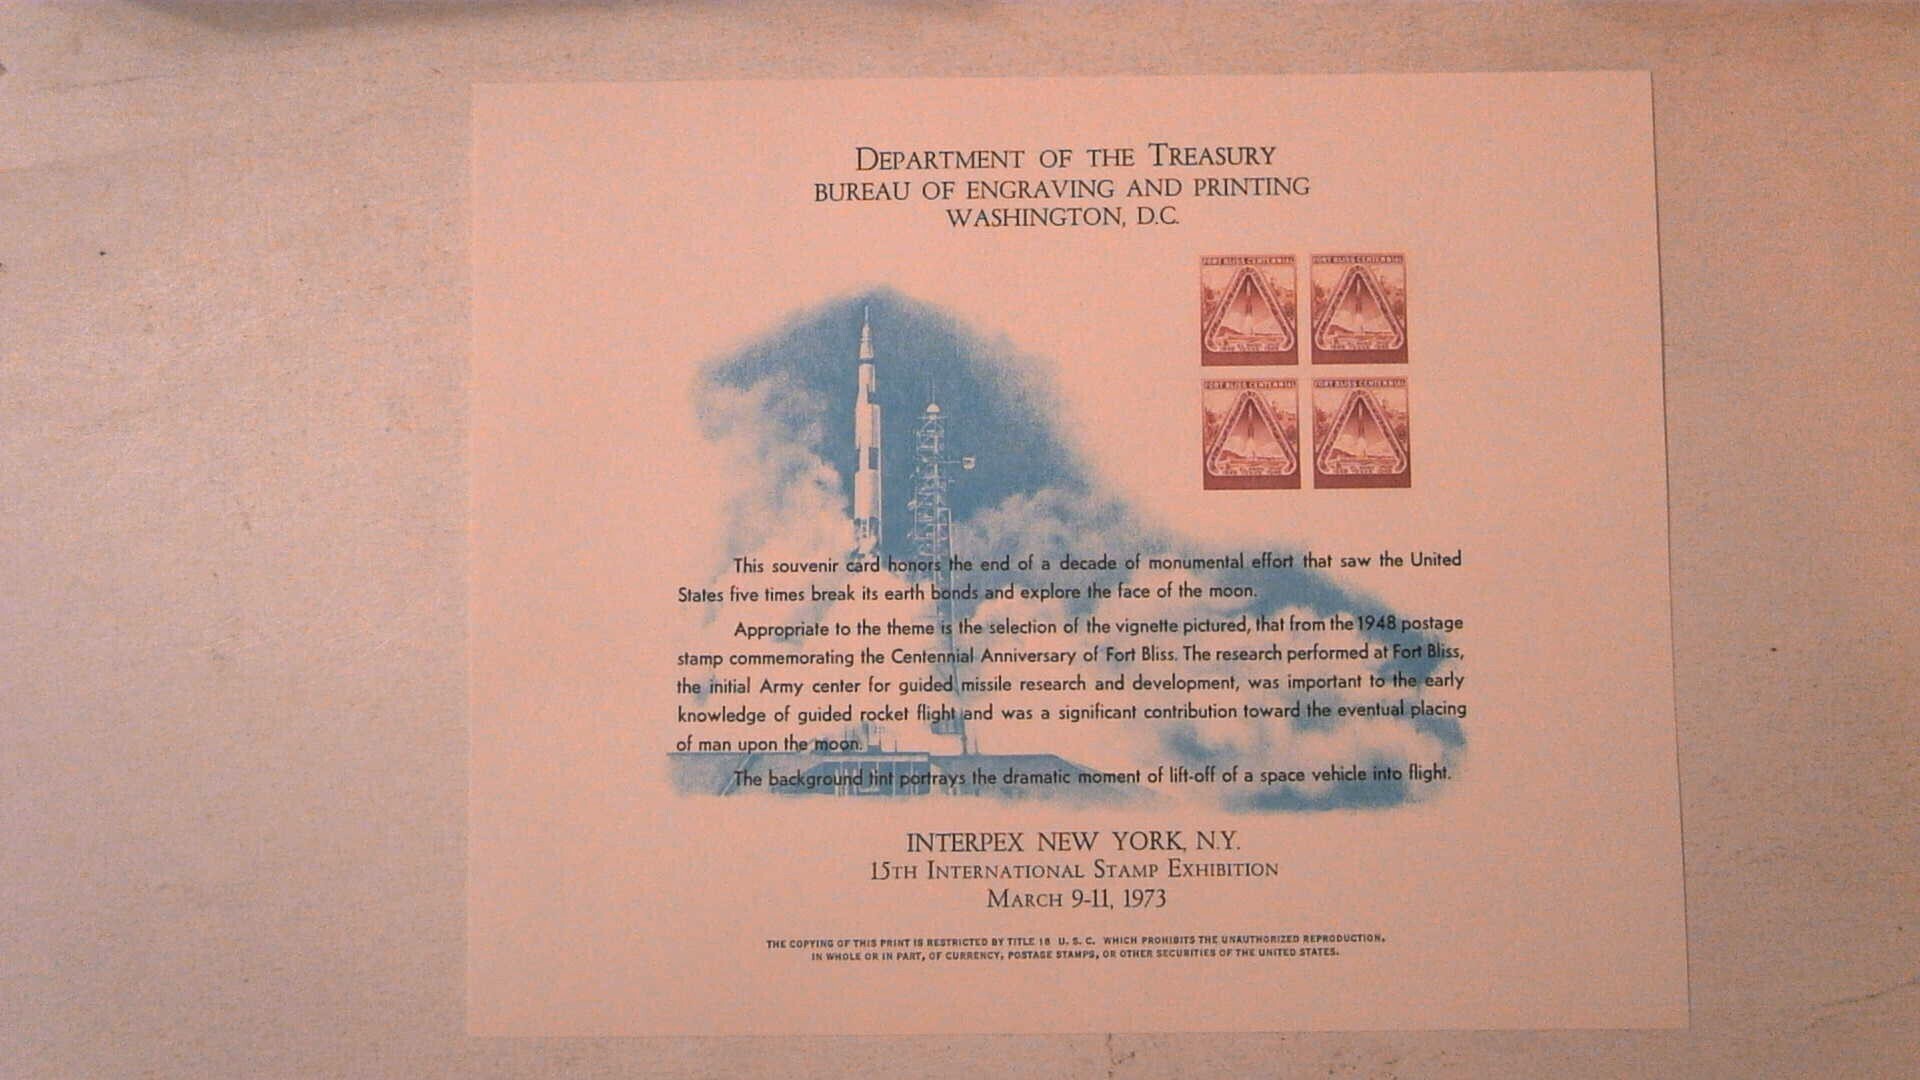 DEPARTMENT OF THE TREASURY
BUREAU OF ENGRAVING AND PRINTING
WASHINGTON, D.C.
FORT BLISS CENTENNIAL
FORT BLISS CENTENNIAL
FORT BLISS CENTENNIAL
FORT BLISS CENTENNIAL
This souvenir card honors the end of a decade of monumental effort that saw the United
States five times break its earth bonds and explore the face of the moon.
Appropriate to the theme is the selection of the vignette pictured, that from the 1948 postage
stamp commemorating the Centennial Anniversary of Fort Bliss. The research performed at Fort Bliss,
the initial Army center for guided missile research and development, was important to the early
knowledge of guided rocket flight and was a significant contribution toward the eventual placing
of man upon the moon.
The background tint portrays the dramatic moment of lift-off of a space vehicle into flight.
INTERPEX NEW YORK, N.Y.
15TH INTERNATIONAL STAMP EXHIBITION
MARCH 9-11, 1973
THE COPYING OF THIS PRINT IS RESTRICTED BY TITLE 18 U. S. C. WHICH PROHIBITS THE UNAUTHORIZED REPRODUCTION,
IN WHOLE OR IN PART, OF CURRENCY, POSTAGE STAMPS, OR OTHER SECURITIES OF THE UNITED STATES.